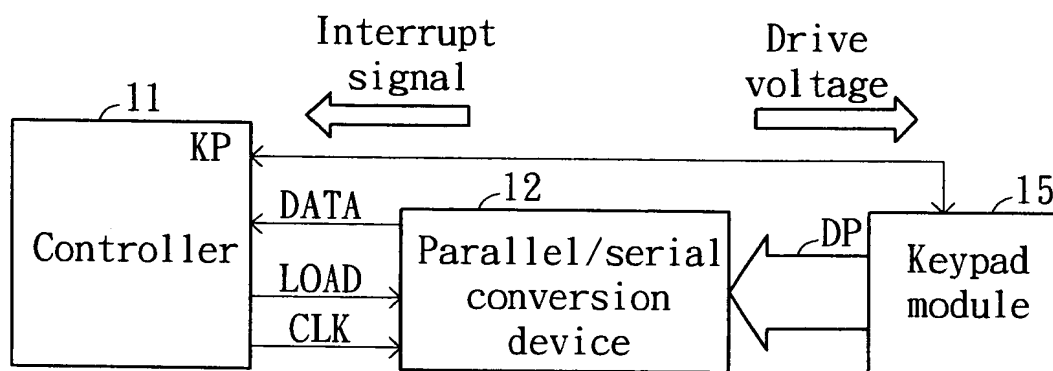 Interrupt
signal
Drive
voltage
11
KP
12
15
DATA
DP
Controller
Parallel/serial
conversion
device
Keypad
module
LOAD
CLK